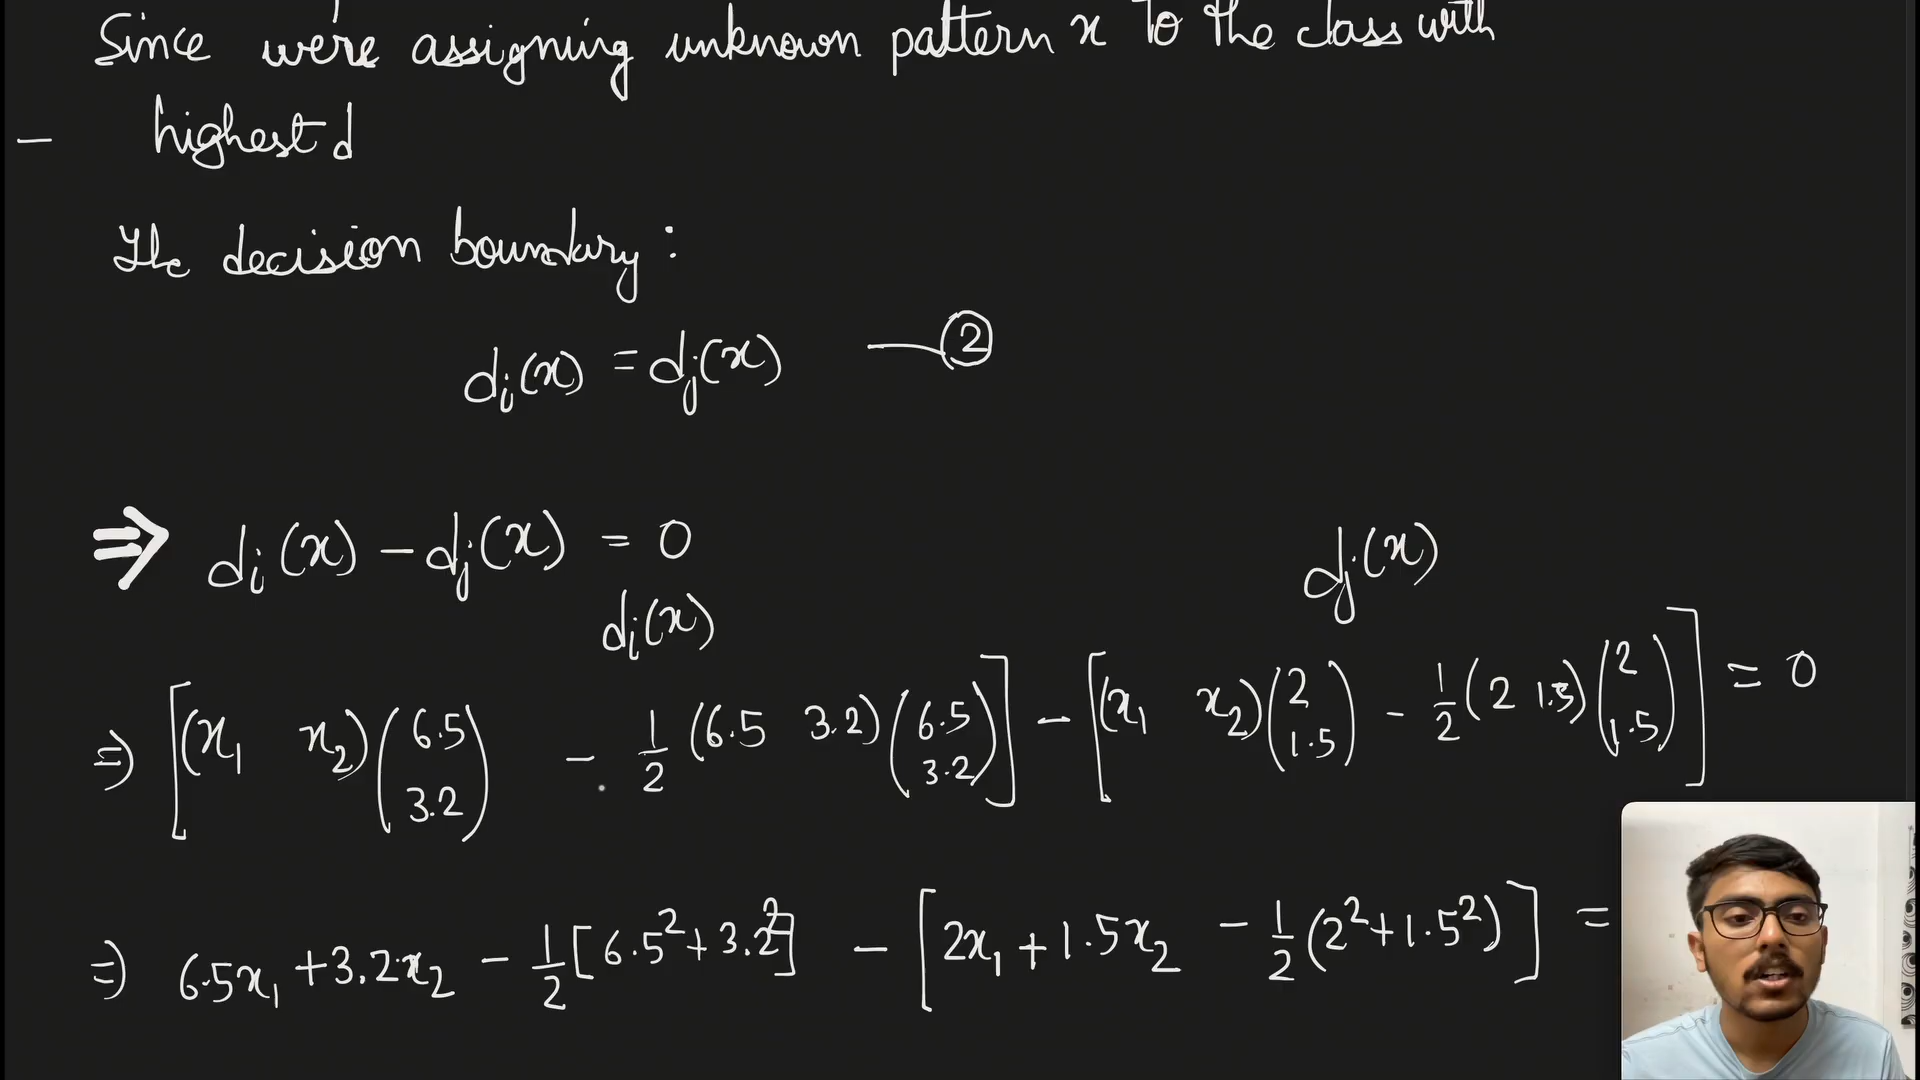 Since we're assigning unknown pattern x to the class with
— highest d
The decision boundary :
di(x) = dj(x) — ②
⇒ di(x) − dj(x) = 0
di(x) dj(x)
⇒ [(x₁ x₂)(6.5 3.2) − 1/2 (6.5 3.2)(6.5 3.2)] − [(x₁ x₂)(2 1.5) − 1/2 (2 1.5)(2 1.5)] = 0
⇒ 6.5x₁ + 3.2x₂ − 1/2 [6.5² + 3.2²] − [2x₁ + 1.5x₂ − 1/2 (2² + 1.5²)] =